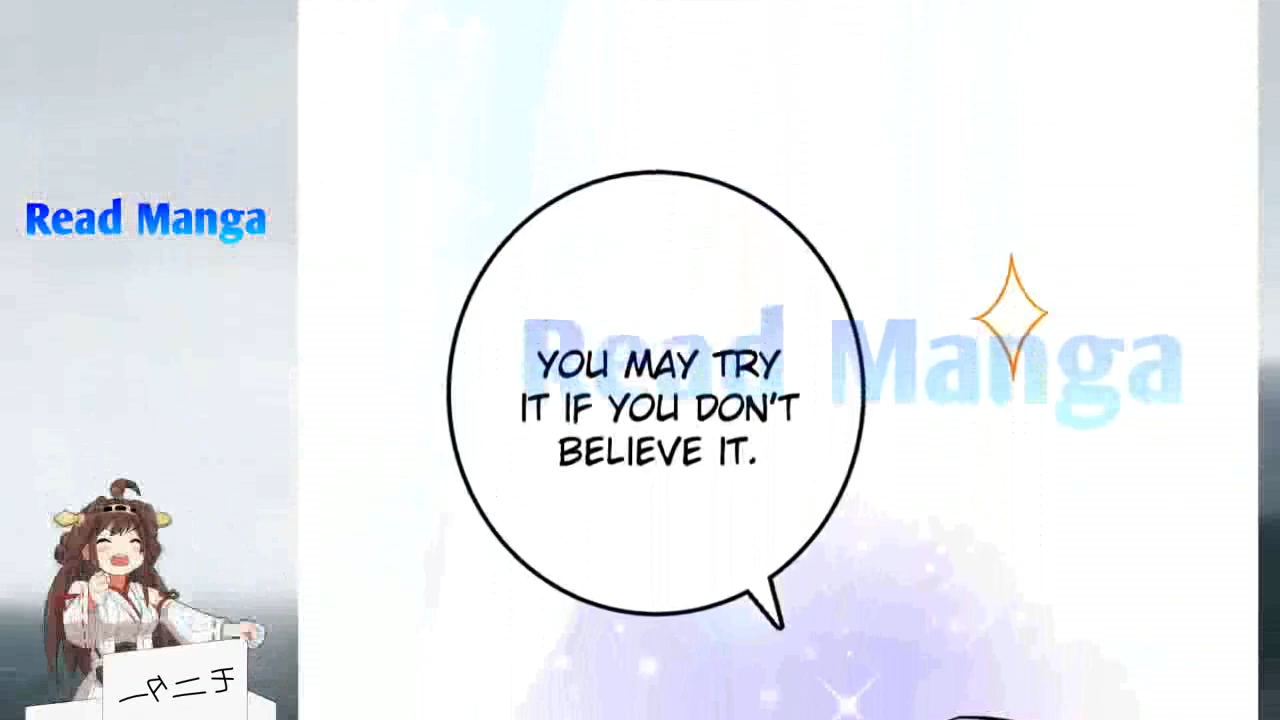 Read Manga
Read Manga
YOU MAY TRY
IT IF YOU DON'T
BELIEVE IT.